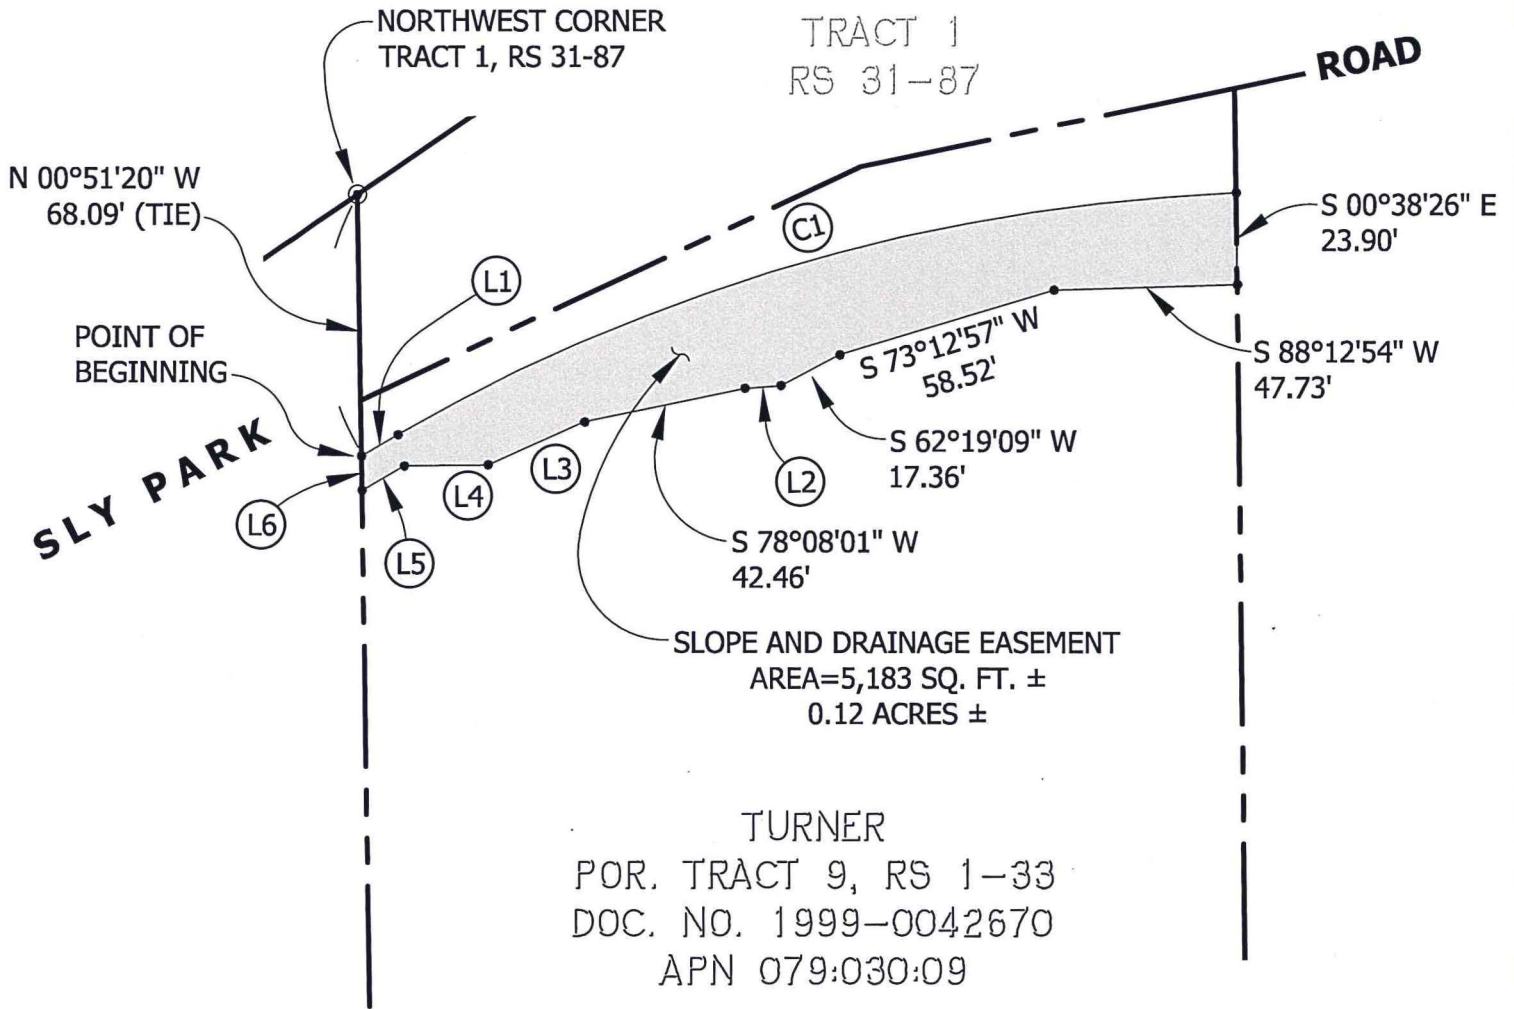 NORTHWEST CORNER
TRACT 1, RS 31-87
TRACT 1
RS 31-87
ROAD
N 00°51'20" W
68.09' (TIE)
S 00°38'26" E
23.90'
C1
L1
POINT OF
BEGINNING
S 73°12'57" W
58.52'
S 88°12'54" W
47.73'
SLY PARK
S 62°19'09" W
17.36'
L3
L2
L4
L6
L5
S 78°08'01" W
42.46'
SLOPE AND DRAINAGE EASEMENT
AREA=5,183 SQ. FT. ±
0.12 ACRES ±
TURNER
POR. TRACT 9, RS 1-33
DOC. NO. 1999-0042670
APN 079:030:09